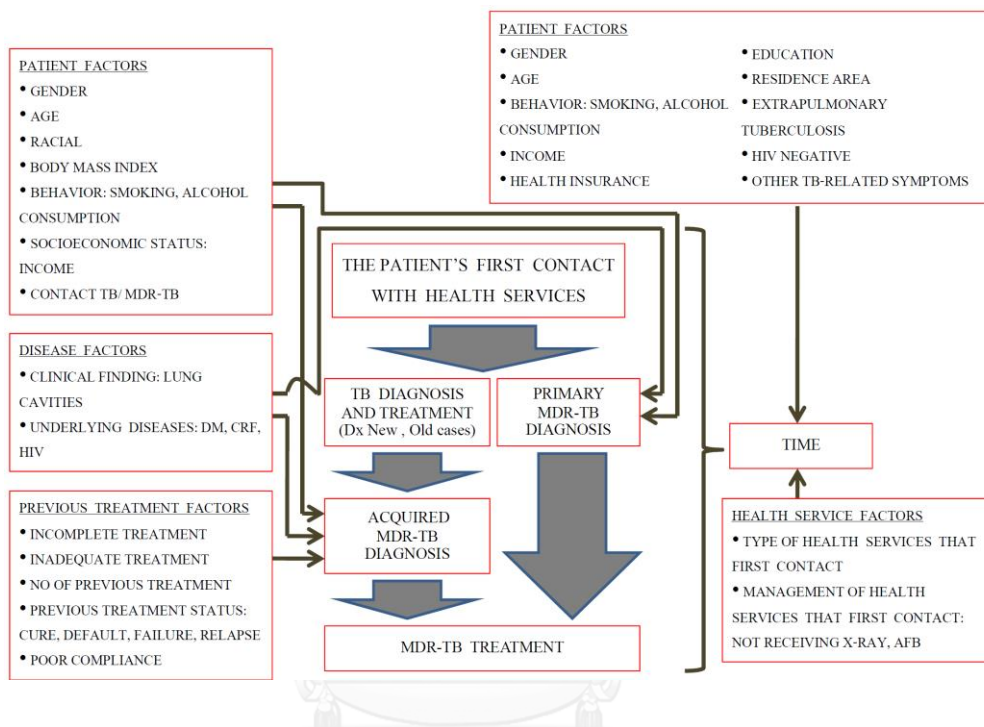 PATIENT FACTORS
• GENDER
• AGE
• RACIAL
• BODY MASS INDEX
• BEHAVIOR: SMOKING, ALCOHOL
CONSUMPTION
• SOCIOECONOMIC STATUS:
INCOME
• CONTACT TB/ MDR-TB
DISEASE FACTORS
• CLINICAL FINDING: LUNG
CAVITIES
• UNDERLYING DISEASES: DM, CRF,
HIV
PREVIOUS TREATMENT FACTORS
• INCOMPLETE TREATMENT
• INADEQUATE TREATMENT
• NO OF PREVIOUS TREATMENT
• PREVIOUS TREATMENT STATUS:
CURE, DEFAULT, FAILURE, RELAPSE
• POOR COMPLIANCE
THE PATIENT'S FIRST CONTACT
WITH HEALTH SERVICES
TB DIAGNOSIS
AND TREATMENT
(Dx New , Old cases)
PRIMARY
MDR-TB
DIAGNOSIS
ACQUIRED
MDR-TB
DIAGNOSIS
MDR-TB TREATMENT
PATIENT FACTORS
• GENDER
• AGE
• BEHAVIOR: SMOKING, ALCOHOL
CONSUMPTION
• INCOME
• HEALTH INSURANCE
• EDUCATION
• RESIDENCE AREA
• EXTRAPULMONARY
TUBERCULOSIS
• HIV NEGATIVE
• OTHER TB-RELATED SYMPTOMS
TIME
HEALTH SERVICE FACTORS
• TYPE OF HEALTH SERVICES THAT
FIRST CONTACT
• MANAGEMENT OF HEALTH
SERVICES THAT FIRST CONTACT:
NOT RECEIVING X-RAY, AFB